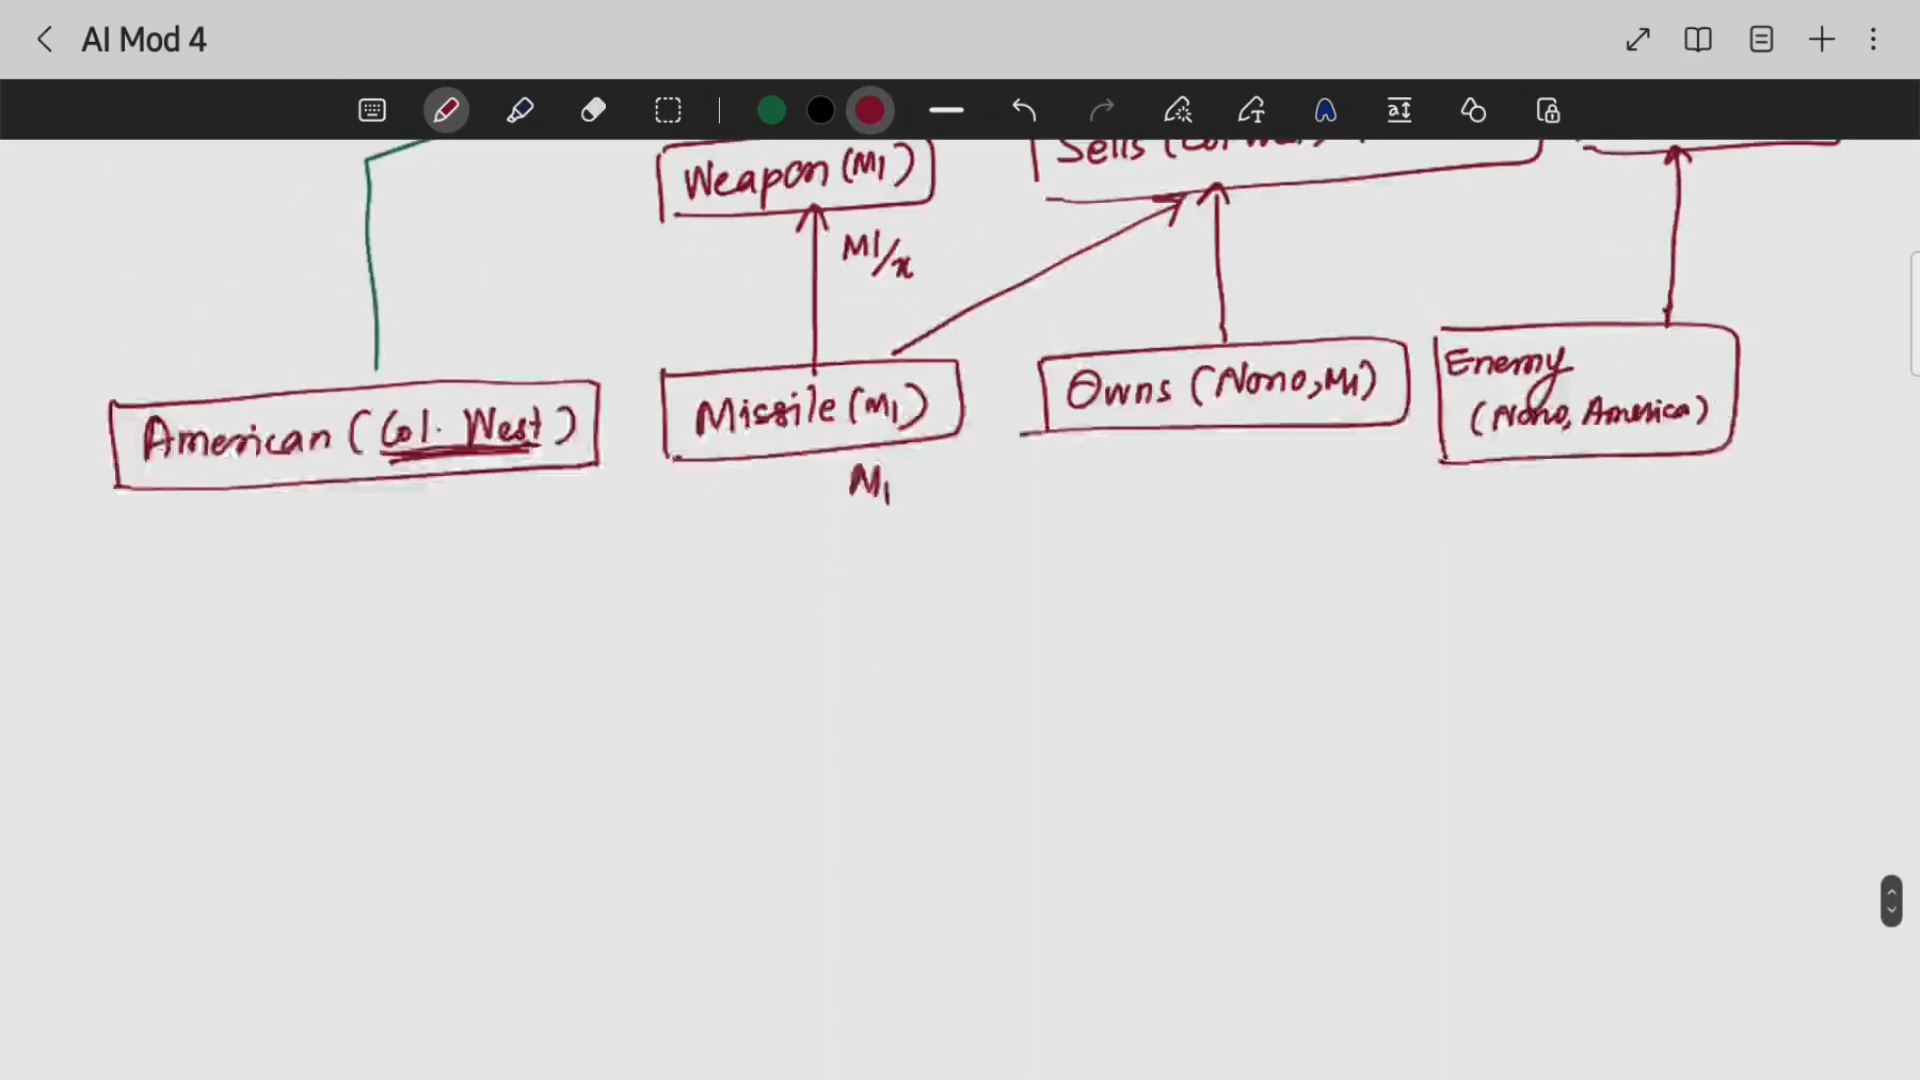 AI Mod 4
Weapon (M1)
Sells (
M1/x
American (Col. West)
Missile (M1)
Owns (Nono, M1)
Enemy
(Nono, America)
M1